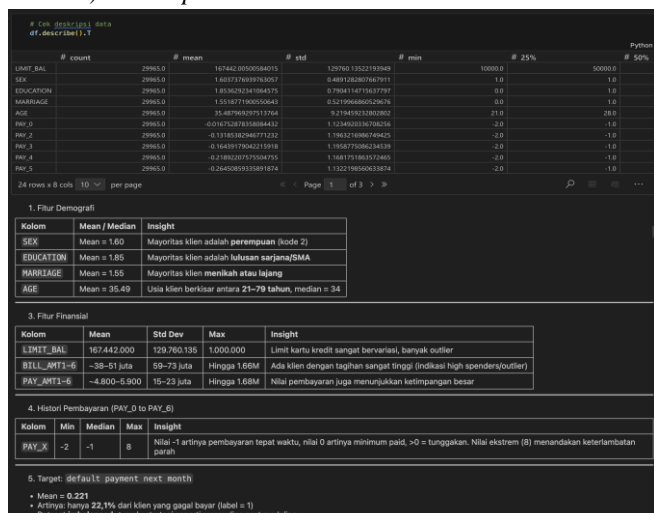 # Cek deskripsi data
df.describe().T
Python
# count # mean # std # min # 25% # 50%
LIMIT_BAL 29965.0 167442.00500584015 129760.13522193949 10000.0 50000.0
SEX 29965.0 1.6037376939763057 0.4891282807667911 1.0 1.0
EDUCATION 29965.0 1.8536292341064575 0.7904114715637797 0.0 1.0
MARRIAGE 29965.0 1.5518771900550643 0.5219966860529676 0.0 1.0
AGE 29965.0 35.487969297513764 9.219459232802802 21.0 28.0
PAY_0 29965.0 -0.016752878358084432 1.1234920336708256 -2.0 -1.0
PAY_2 29965.0 -0.13185382946771232 1.1963216986749425 -2.0 -1.0
PAY_3 29965.0 -0.16439179042215918 1.1958775086234539 -2.0 -1.0
PAY_4 29965.0 -0.21892207575504755 1.1681751863572465 -2.0 -1.0
PAY_5 29965.0 -0.26450859335891874 1.1322198560633874 -2.0 -1.0
24 rows x 8 cols 10 per page « < Page 1 of 3 > »
1. Fitur Demografi
Kolom Mean / Median Insight
SEX Mean = 1.60 Mayoritas klien adalah perempuan (kode 2)
EDUCATION Mean = 1.85 Mayoritas klien adalah lulusan sarjana/SMA
MARRIAGE Mean = 1.55 Mayoritas klien menikah atau lajang
AGE Mean = 35.49 Usia klien berkisar antara 21–79 tahun, median = 34
3. Fitur Finansial
Kolom Mean Std Dev Max Insight
LIMIT_BAL 167.442.000 129.760.135 1.000.000 Limit kartu kredit sangat bervariasi, banyak outlier
BILL_AMT1–6 ~38–51 juta 59–73 juta Hingga 1.66M Ada klien dengan tagihan sangat tinggi (indikasi high spenders/outlier)
PAY_AMT1–6 ~4.800–5.900 15–23 juta Hingga 1.68M Nilai pembayaran juga menunjukkan ketimpangan besar
4. Histori Pembayaran (PAY_0 to PAY_6)
Kolom Min Median Max Insight
PAY_X -2 -1 8 Nilai -1 artinya pembayaran tepat waktu, nilai 0 artinya minimum paid, >0 = tunggakan. Nilai ekstrem (8) menandakan keterlambatan
parah
5. Target: default payment next month
• Mean = 0.221
• Artinya: hanya 22,1% dari klien yang gagal bayar (label = 1)